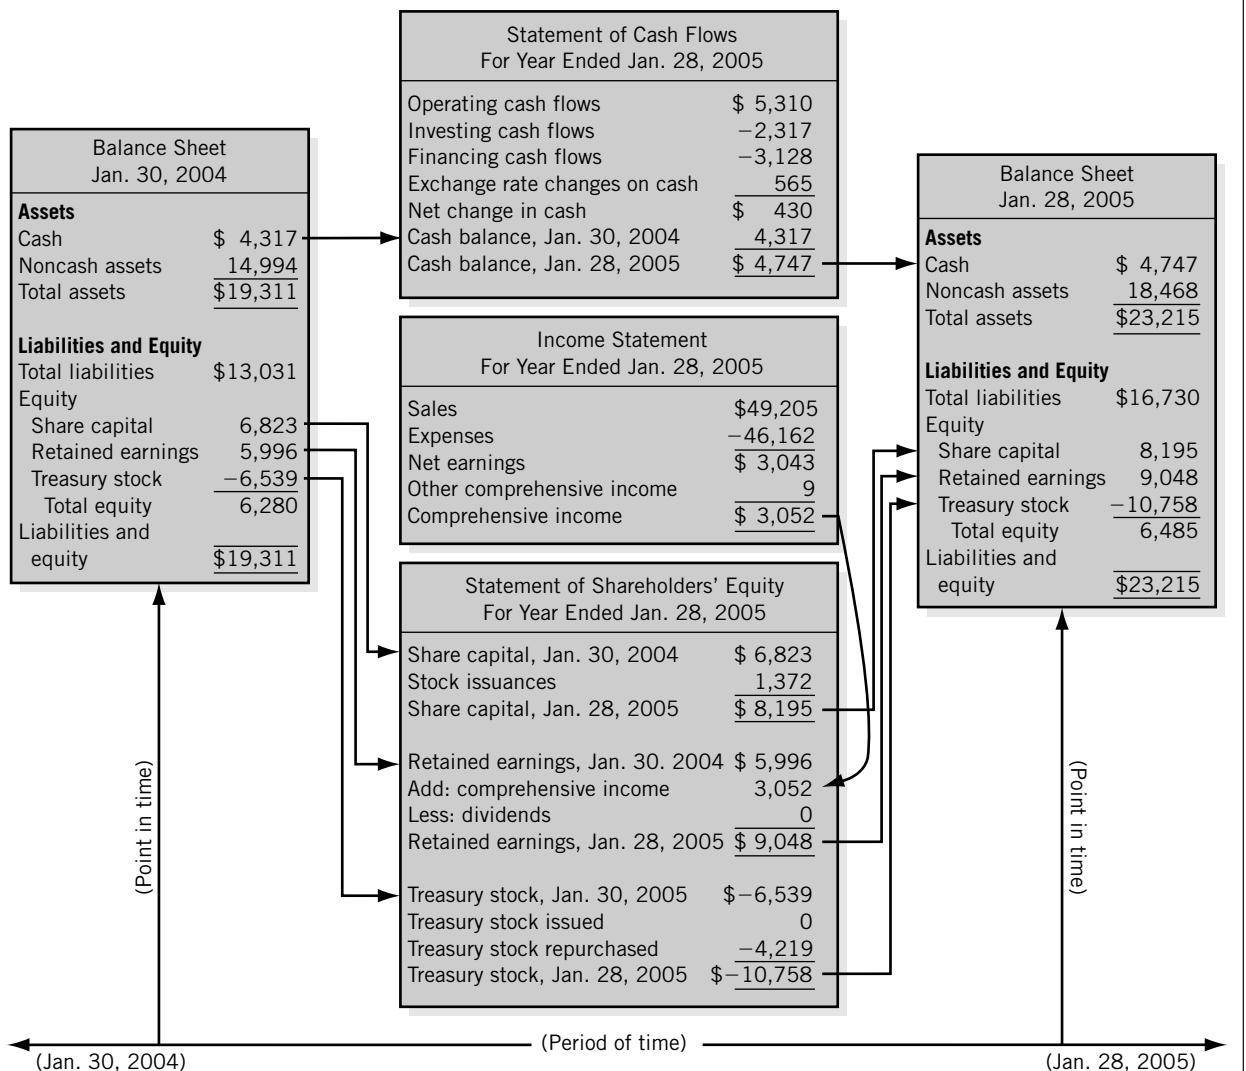 Statement of Cash Flows
For Year Ended Jan. 28, 2005
Operating cash flows $ 5,310
Investing cash flows −2,317
Financing cash flows −3,128
Exchange rate changes on cash 565
Net change in cash $ 430
Cash balance, Jan. 30, 2004 4,317
Cash balance, Jan. 28, 2005 $ 4,747
Balance Sheet
Jan. 30, 2004
Assets
Cash $ 4,317
Noncash assets 14,994
Total assets $19,311
Liabilities and Equity
Total liabilities $13,031
Equity
Share capital 6,823
Retained earnings 5,996
Treasury stock −6,539
Total equity 6,280
Liabilities and
equity $19,311
Income Statement
For Year Ended Jan. 28, 2005
Sales $49,205
Expenses −46,162
Net earnings $ 3,043
Other comprehensive income 9
Comprehensive income $ 3,052
Statement of Shareholders’ Equity
For Year Ended Jan. 28, 2005
Share capital, Jan. 30, 2004 $ 6,823
Stock issuances 1,372
Share capital, Jan. 28, 2005 $ 8,195
Retained earnings, Jan. 30. 2004 $ 5,996
Add: comprehensive income 3,052
Less: dividends 0
Retained earnings, Jan. 28, 2005 $ 9,048
Treasury stock, Jan. 30, 2005 $−6,539
Treasury stock issued 0
Treasury stock repurchased −4,219
Treasury stock, Jan. 28, 2005 $−10,758
Balance Sheet
Jan. 28, 2005
Assets
Cash $ 4,747
Noncash assets 18,468
Total assets $23,215
Liabilities and Equity
Total liabilities $16,730
Equity
Share capital 8,195
Retained earnings 9,048
Treasury stock −10,758
Total equity 6,485
Liabilities and
equity $23,215
(Point in time)
(Point in time)
(Period of time)
(Jan. 30, 2004)
(Jan. 28, 2005)